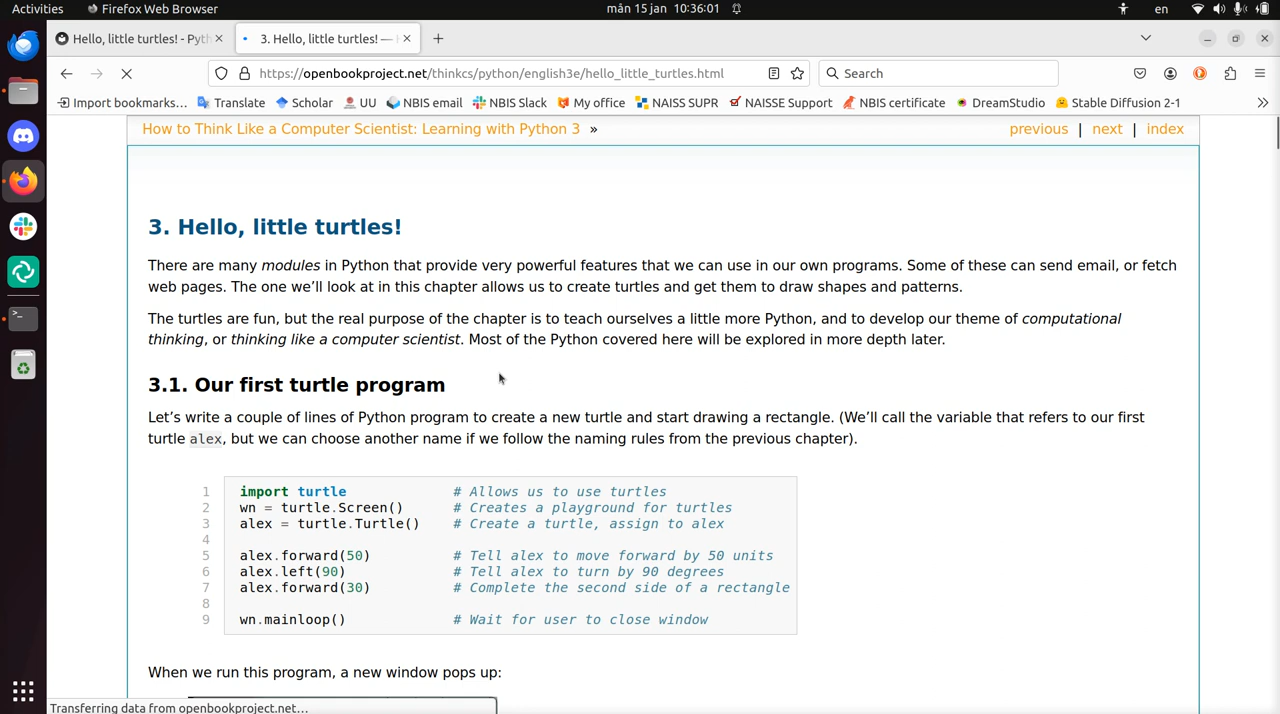 Activities Firefox Web Browser mån 15 jan 10:36:01 en
Hello, little turtles! - Pyth 3. Hello, little turtles! —
https://openbookproject.net/thinkcs/python/english3e/hello_little_turtles.html Search
Import bookmarks... Translate Scholar UU NBIS email NBIS Slack My office NAISS SUPR NAISSE Support NBIS certificate DreamStudio Stable Diffusion 2-1
How to Think Like a Computer Scientist: Learning with Python 3 » previous | next | index
3. Hello, little turtles!
There are many modules in Python that provide very powerful features that we can use in our own programs. Some of these can send email, or fetch
web pages. The one we’ll look at in this chapter allows us to create turtles and get them to draw shapes and patterns.
The turtles are fun, but the real purpose of the chapter is to teach ourselves a little more Python, and to develop our theme of computational
thinking, or thinking like a computer scientist. Most of the Python covered here will be explored in more depth later.
3.1. Our first turtle program
Let’s write a couple of lines of Python program to create a new turtle and start drawing a rectangle. (We’ll call the variable that refers to our first
turtle alex, but we can choose another name if we follow the naming rules from the previous chapter).
1 import turtle # Allows us to use turtles
2 wn = turtle.Screen() # Creates a playground for turtles
3 alex = turtle.Turtle() # Create a turtle, assign to alex
4
5 alex.forward(50) # Tell alex to move forward by 50 units
6 alex.left(90) # Tell alex to turn by 90 degrees
7 alex.forward(30) # Complete the second side of a rectangle
8
9 wn.mainloop() # Wait for user to close window
When we run this program, a new window pops up:
Transferring data from openbookproject.net...